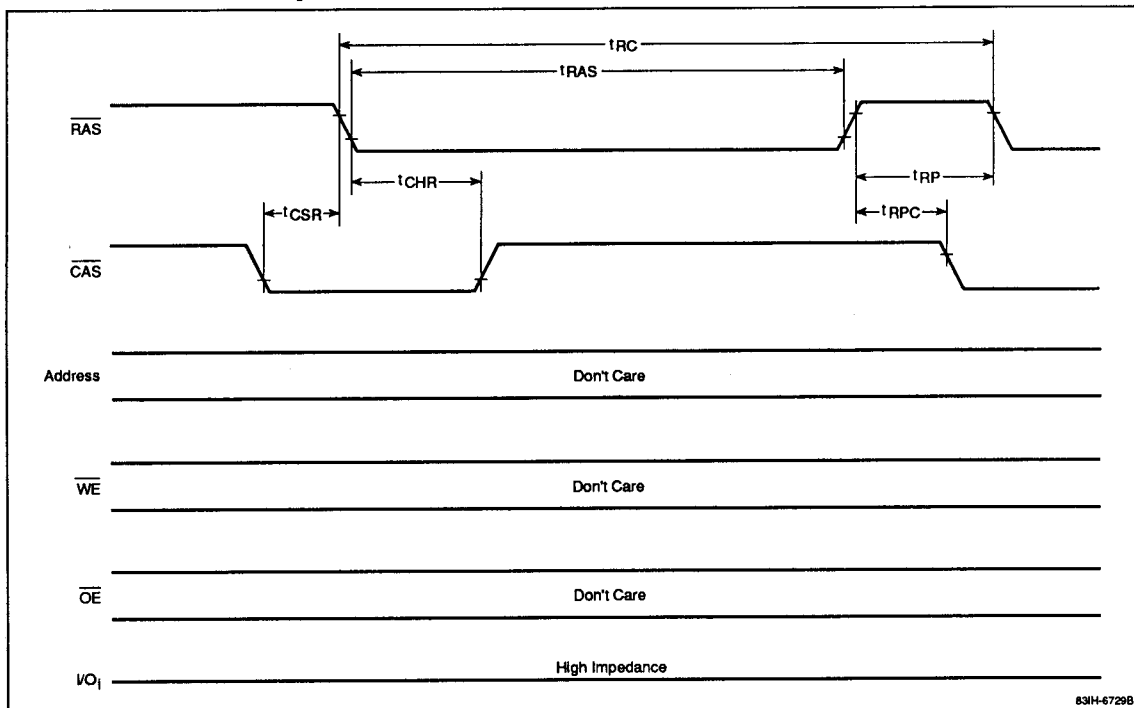 tRC
tRAS
RAS
tCHR
tRP
tCSR
tRPC
CAS
Address
Don't Care
WE
Don't Care
OE
Don't Care
High Impedance
I/Oi
83IH-6729B